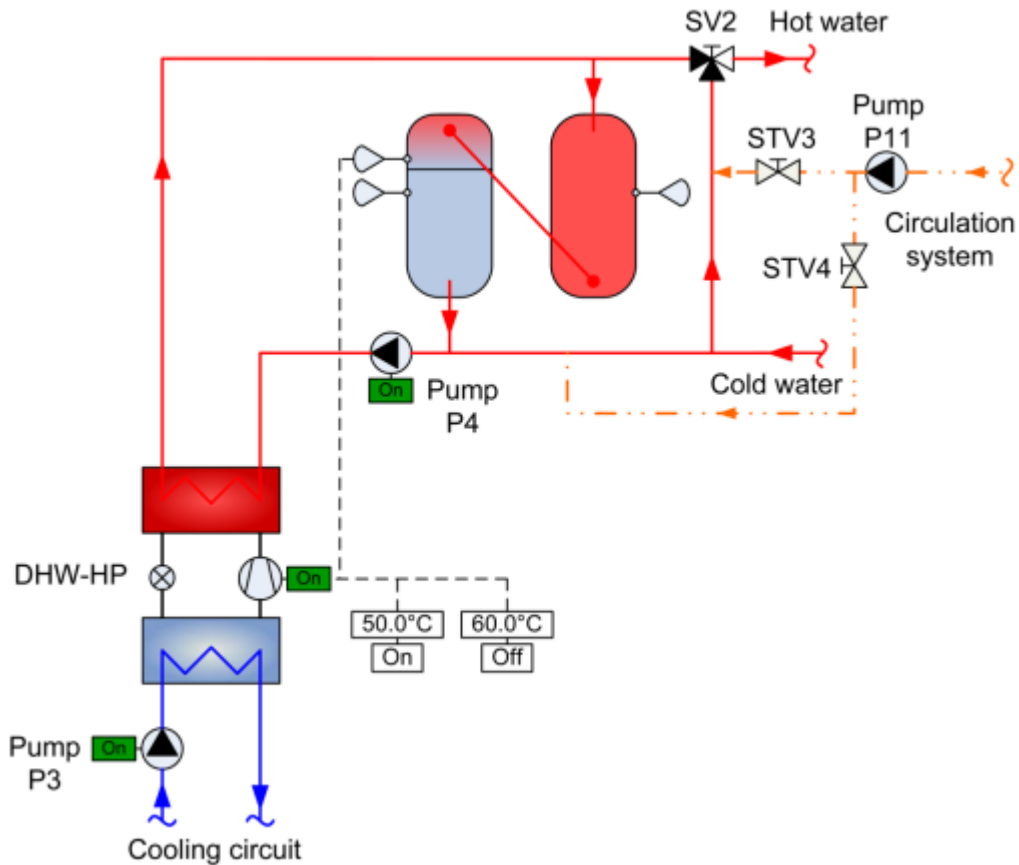 SV2
Hot water
Pump
P11
STV3
Circulation
system
STV4
Cold water
On
Pump
P4
DHW-HP
On
50.0°C
60.0°C
On
Off
Pump
P3
On
Cooling circuit